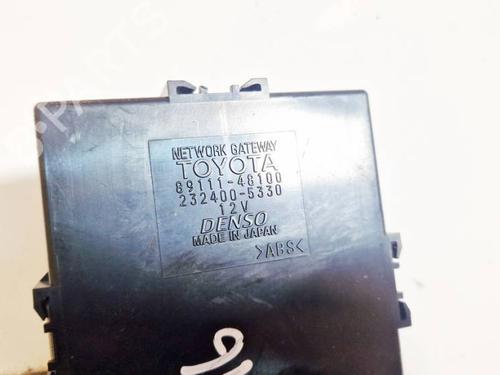 NETWORK GATEWAY
TOYOTA
89111-48100
232400-5330
12V
DENSO
MADE IN JAPAN
>ABS<